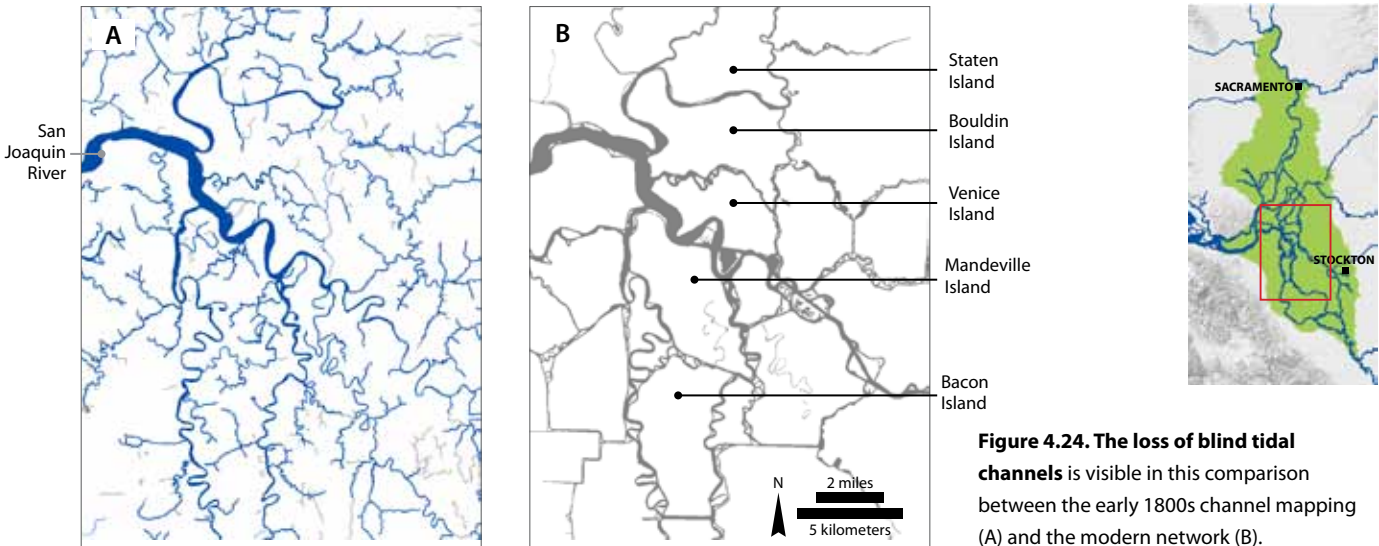 A
San
Joaquin
River
B
Staten
Island
Bouldin
Island
Venice
Island
Mandeville
Island
Bacon
Island
N
2 miles
5 kilometers
SACRAMENTO
STOCKTON
Figure 4.24. The loss of blind tidal
channels is visible in this comparison
between the early 1800s channel mapping
(A) and the modern network (B).